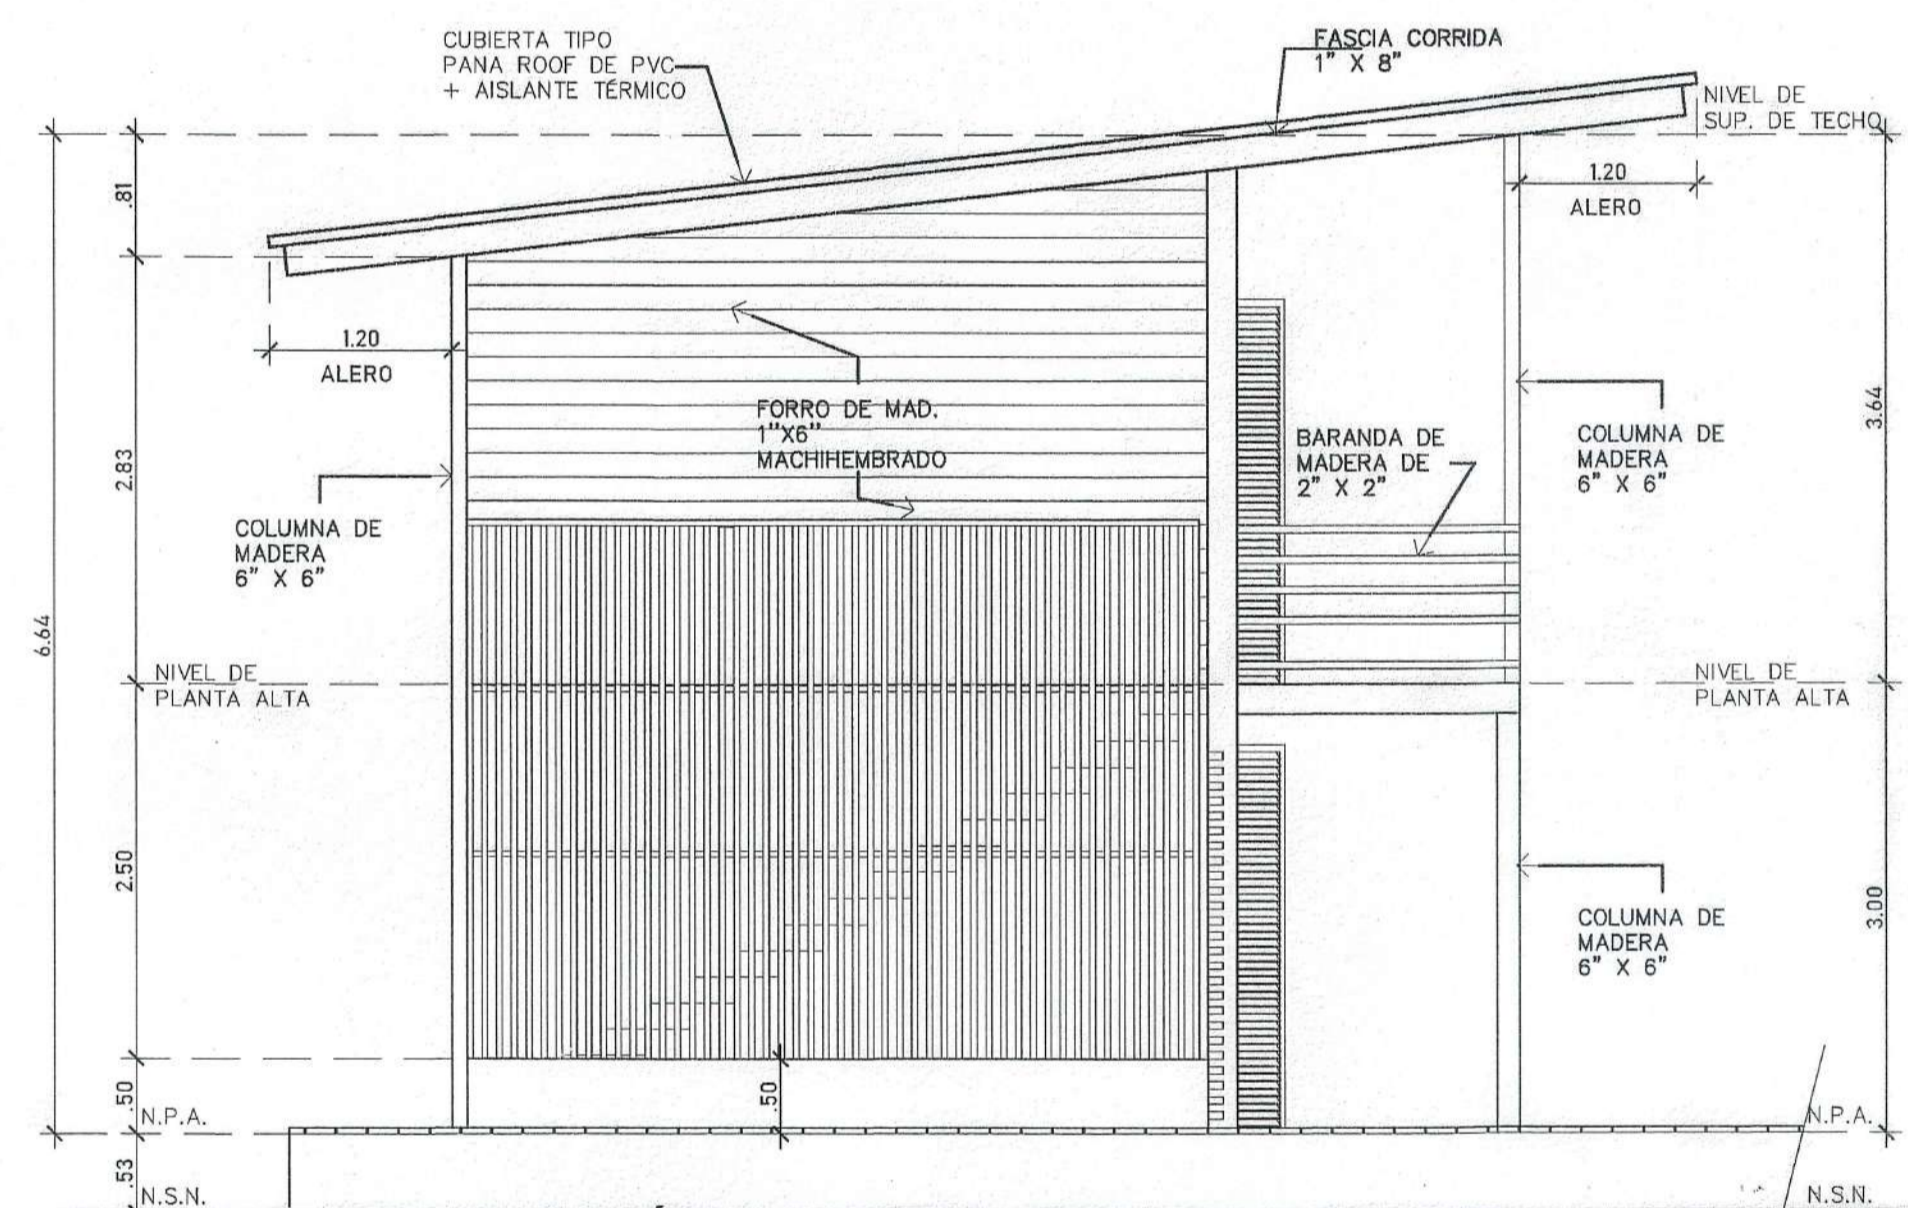 CUBIERTA TIPO
PANA ROOF DE PVC
+ AISLANTE TÉRMICO
FASCIA CORRIDA
1" X 8"
NIVEL DE
SUP. DE TECHO
.81
1.20
ALERO
1.20
ALERO
FORRO DE MAD.
1"X6"
MACHIHEMBRADO
BARANDA DE
MADERA DE
2" X 2"
COLUMNA DE
MADERA
6" X 6"
3.64
2.83
COLUMNA DE
MADERA
6" X 6"
6.64
NIVEL DE
PLANTA ALTA
NIVEL DE
PLANTA ALTA
2.50
COLUMNA DE
MADERA
6" X 6"
3.00
.50
.50
N.P.A.
N.P.A.
.53
N.S.N.
N.S.N.